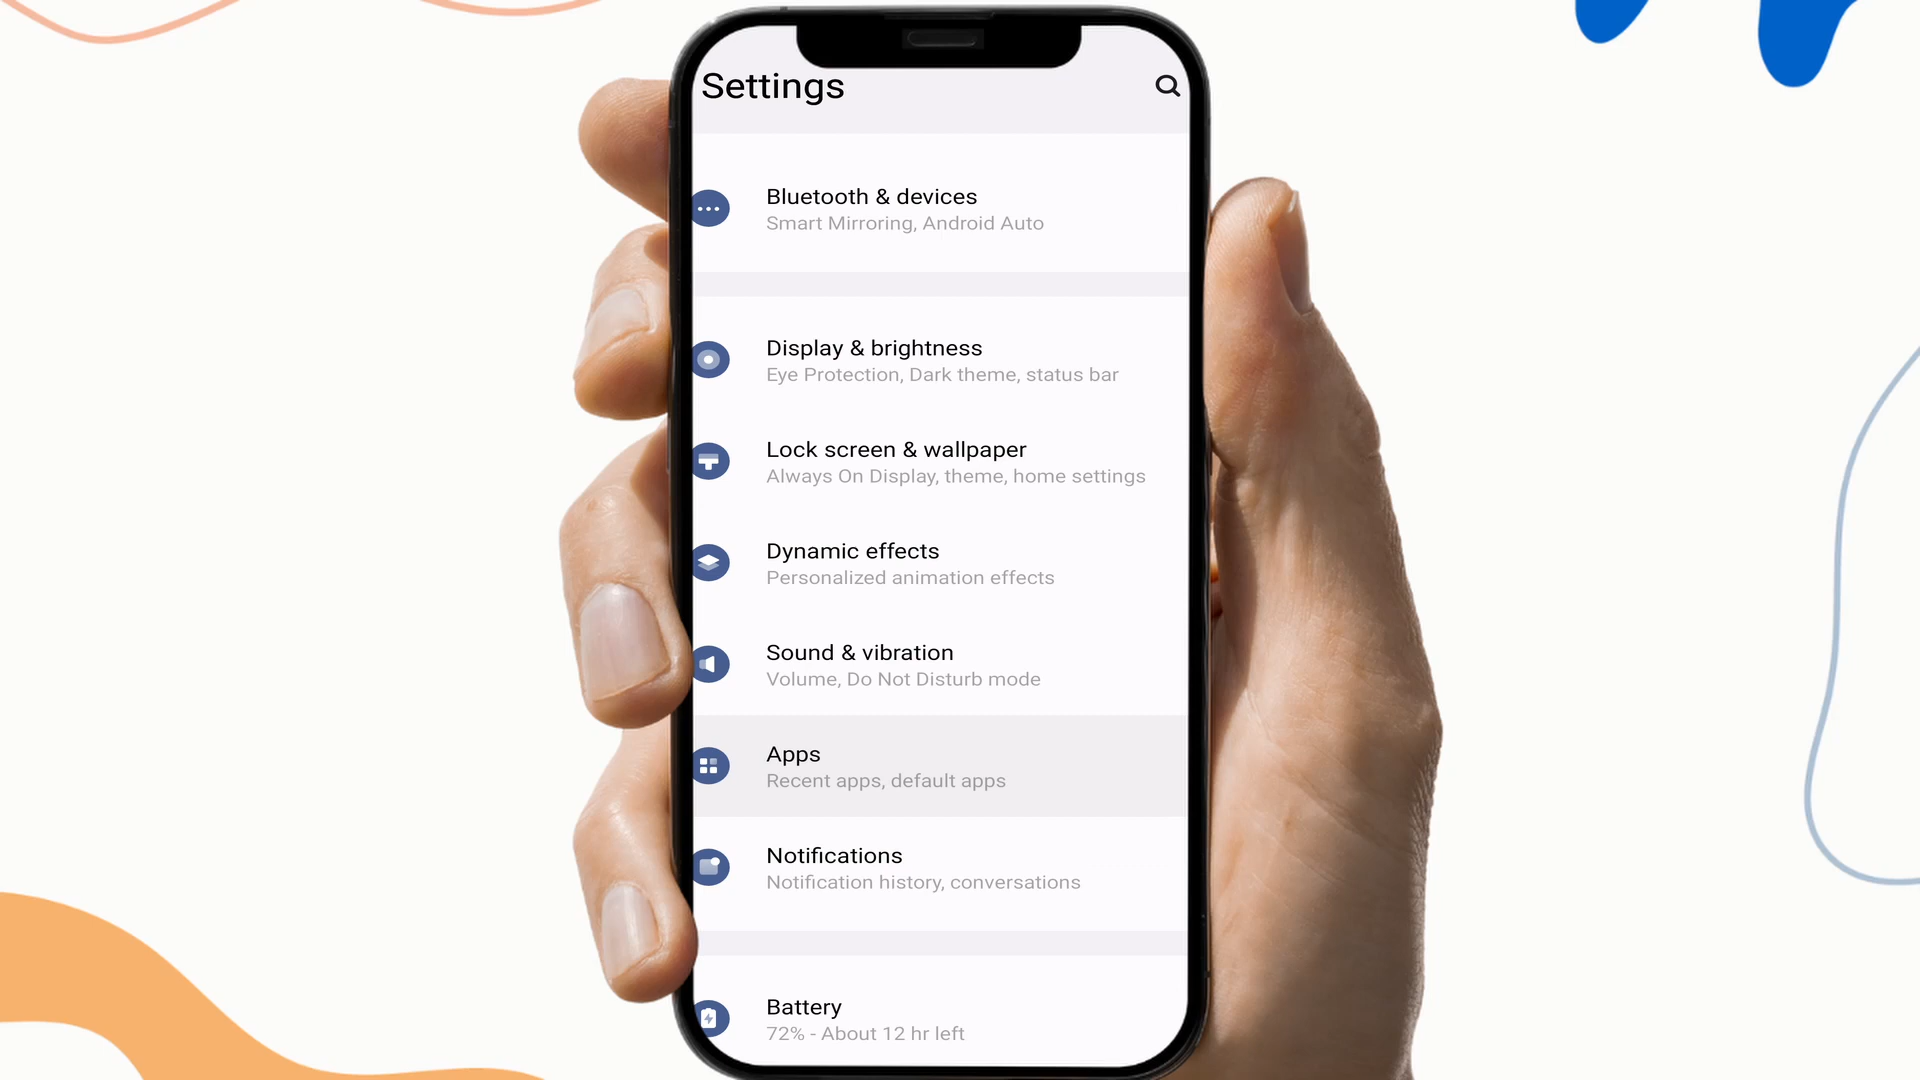 Settings
Bluetooth & devices
Smart Mirroring, Android Auto
Display & brightness
Eye Protection, Dark theme, status bar
Lock screen & wallpaper
Always On Display, theme, home settings
Dynamic effects
Personalized animation effects
Sound & vibration
Volume, Do Not Disturb mode
Apps
Recent apps, default apps
Notifications
Notification history, conversations
Battery
72% - About 12 hr left